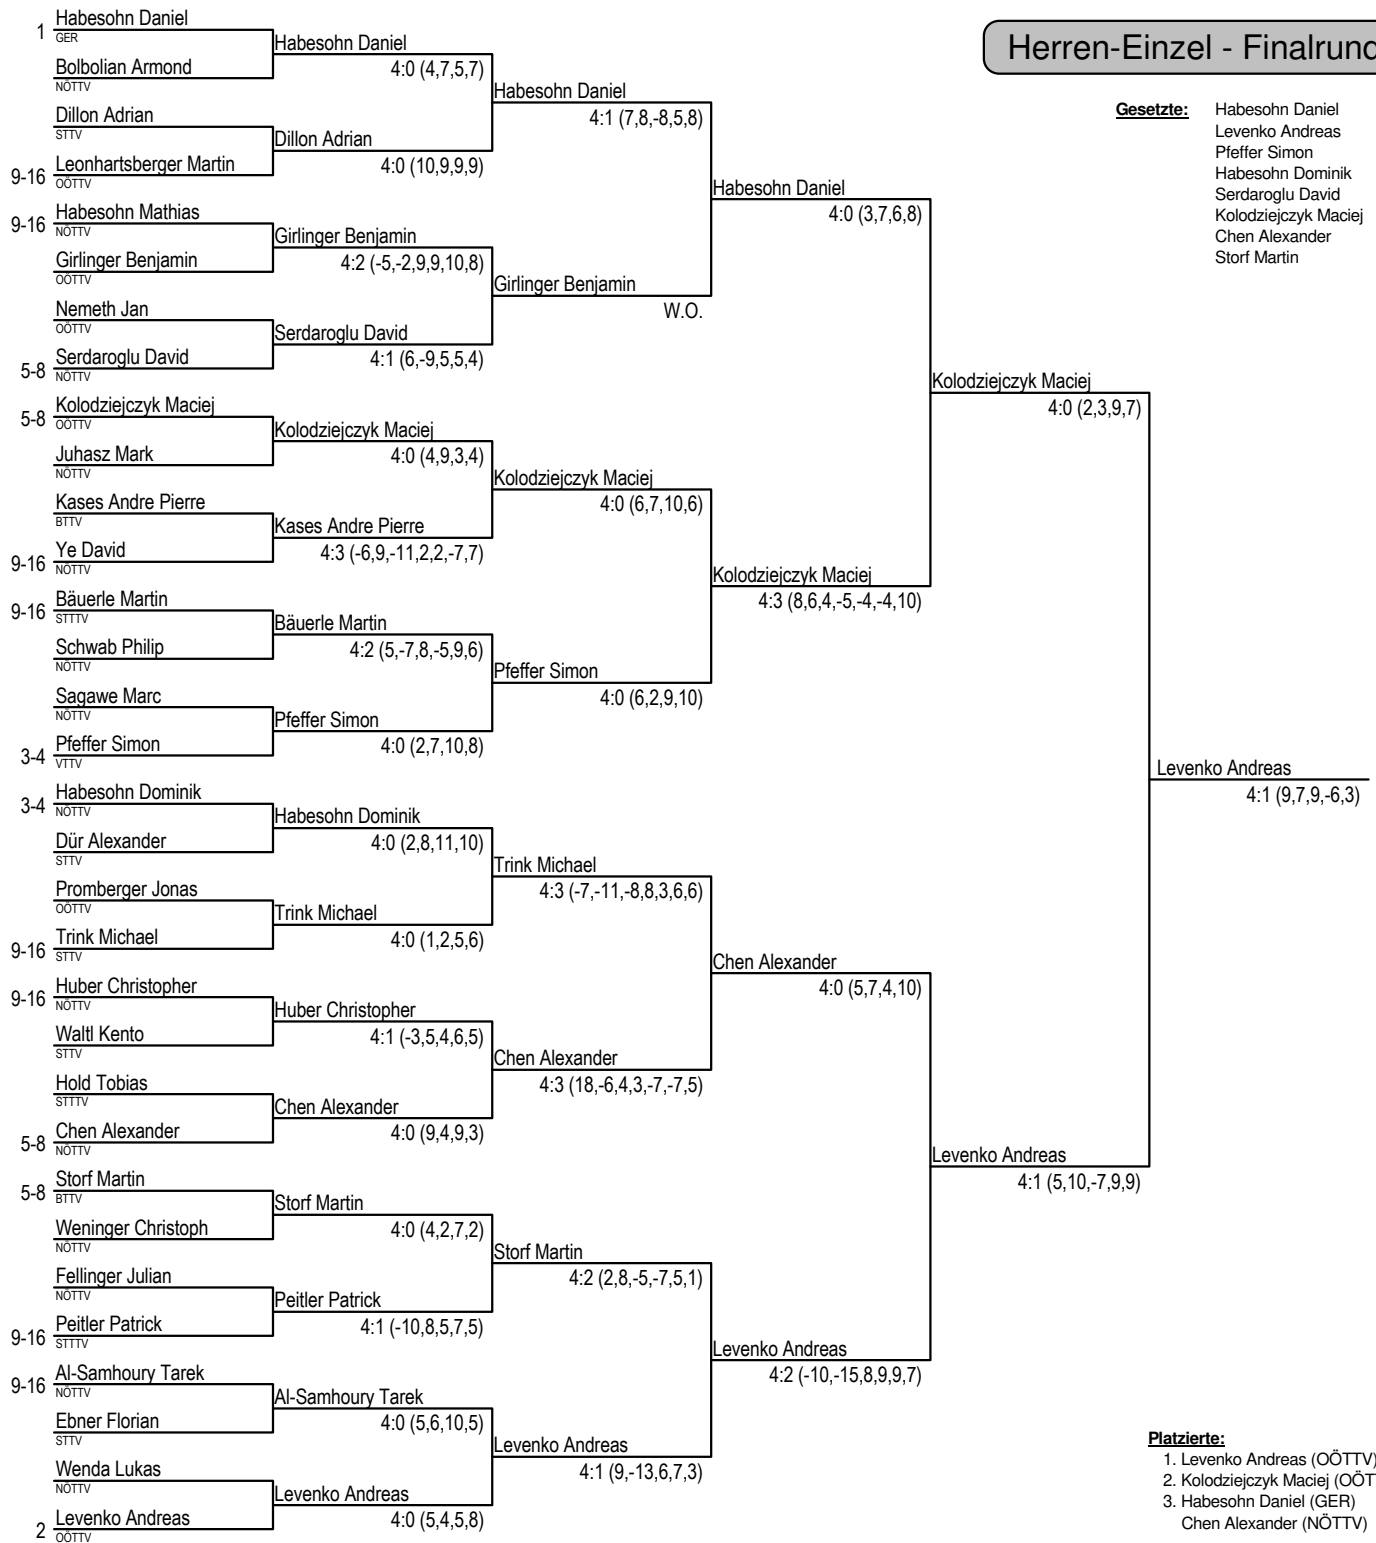 Herren-Einzel - Finalrund
Gesetzte:
Habesohn Daniel
Levenko Andreas
Pfeffer Simon
Habesohn Dominik
Serdaroglu David
Kolodziejczyk Maciej
Chen Alexander
Storf Martin
1 Habesohn Daniel
GER
Bolbolian Armond
NÖTTV
Dillon Adrian
STTV
9-16 Leonhartsberger Martin
OÖTTV
9-16 Habesohn Mathias
NÖTTV
Girlinger Benjamin
OÖTTV
Nemeth Jan
OÖTTV
5-8 Serdaroglu David
NÖTTV
5-8 Kolodziejczyk Maciej
OÖTTV
Juhasz Mark
NÖTTV
Kases Andre Pierre
BTTV
9-16 Ye David
NÖTTV
9-16 Bäuerle Martin
STTTV
Schwab Philip
NÖTTV
Sagawe Marc
NÖTTV
3-4 Pfeffer Simon
VTTV
3-4 Habesohn Dominik
NÖTTV
Dür Alexander
STTV
Promberger Jonas
OÖTTV
9-16 Trink Michael
STTV
9-16 Huber Christopher
NÖTTV
Waltl Kento
STTV
Hold Tobias
STTTV
5-8 Chen Alexander
NÖTTV
5-8 Storf Martin
BTTV
Weninger Christoph
NÖTTV
Fellinger Julian
NÖTTV
9-16 Peitler Patrick
STTTV
9-16 Al-Samhoury Tarek
NÖTTV
Ebner Florian
STTV
Wenda Lukas
NÖTTV
2 Levenko Andreas
OÖTTV
Habesohn Daniel
4:0 (4,7,5,7)
Dillon Adrian
4:0 (10,9,9,9)
Girlinger Benjamin
4:2 (-5,-2,9,9,10,8)
Serdaroglu David
4:1 (6,-9,5,5,4)
Kolodziejczyk Maciej
4:0 (4,9,3,4)
Kases Andre Pierre
4:3 (-6,9,-11,2,2,-7,7)
Bäuerle Martin
4:2 (5,-7,8,-5,9,6)
Pfeffer Simon
4:0 (2,7,10,8)
Habesohn Dominik
4:0 (2,8,11,10)
Trink Michael
4:0 (1,2,5,6)
Huber Christopher
4:1 (-3,5,4,6,5)
Chen Alexander
4:0 (9,4,9,3)
Storf Martin
4:0 (4,2,7,2)
Peitler Patrick
4:1 (-10,8,5,7,5)
Al-Samhoury Tarek
4:0 (5,6,10,5)
Levenko Andreas
4:0 (5,4,5,8)
Habesohn Daniel
4:1 (7,8,-8,5,8)
Girlinger Benjamin
W.O.
Kolodziejczyk Maciej
4:0 (6,7,10,6)
Pfeffer Simon
4:0 (6,2,9,10)
Trink Michael
4:3 (-7,-11,-8,8,3,6,6)
Chen Alexander
4:3 (18,-6,4,3,-7,-7,5)
Storf Martin
4:2 (2,8,-5,-7,5,1)
Levenko Andreas
4:1 (9,-13,6,7,3)
Habesohn Daniel
4:0 (3,7,6,8)
Kolodziejczyk Maciej
4:3 (8,6,4,-5,-4,-4,10)
Chen Alexander
4:0 (5,7,4,10)
Levenko Andreas
4:2 (-10,-15,8,9,9,7)
Kolodziejczyk Maciej
4:0 (2,3,9,7)
Levenko Andreas
4:1 (5,10,-7,9,9)
Levenko Andreas
4:1 (9,7,9,-6,3)
Platzierte:
1. Levenko Andreas (OÖTTV)
2. Kolodziejczyk Maciej (OÖT
3. Habesohn Daniel (GER)
Chen Alexander (NÖTTV)